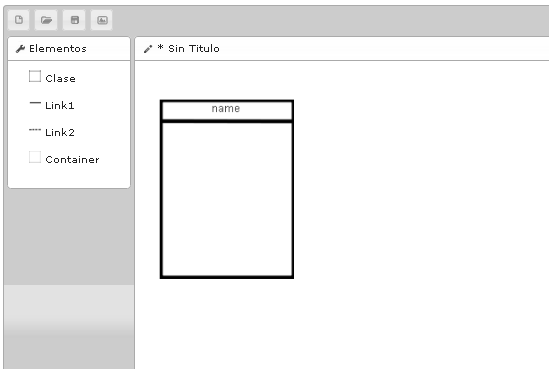 Elementos
Clase
Link1
Link2
Container
* Sin Titulo
name